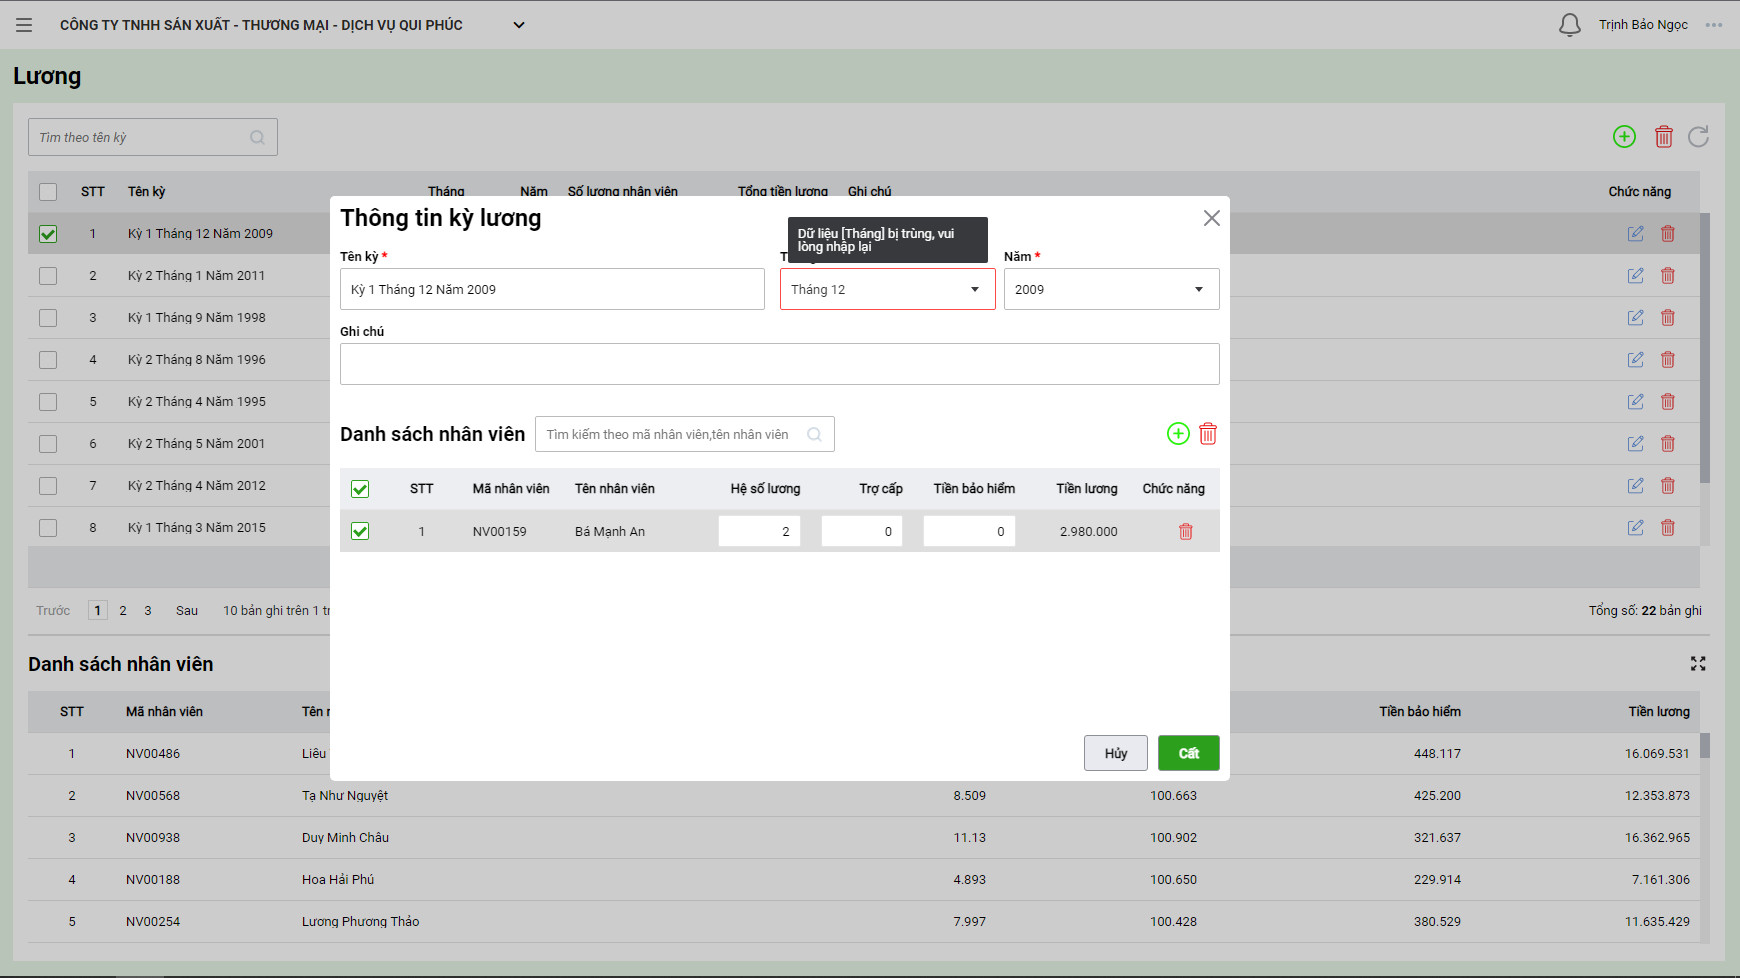 CÔNG TY TNHH SẢN XUẤT - THƯƠNG MẠI - DỊCH VỤ QUI PHÚC
Trịnh Bảo Ngọc
Lương
Tìm theo tên kỳ
STT Tên kỳ Tháng Năm Số lượng nhân viên Tổng tiền lương Ghi chú Chức năng
1 Kỳ 1 Tháng 12 Năm 2009
2 Kỳ 2 Tháng 1 Năm 2011
3 Kỳ 1 Tháng 9 Năm 1998
4 Kỳ 2 Tháng 8 Năm 1996
5 Kỳ 2 Tháng 4 Năm 1995
6 Kỳ 2 Tháng 5 Năm 2001
7 Kỳ 2 Tháng 4 Năm 2012
8 Kỳ 1 Tháng 3 Năm 2015
Trước 1 2 3 Sau 10 bản ghi trên 1
Tổng số: 22 bản ghi
Thông tin kỳ lương
Dữ liệu [Tháng] bị trùng, vui
lòng nhập lại
Tên kỳ * Năm *
Kỳ 1 Tháng 12 Năm 2009 Tháng 12 2009
Ghi chú
Danh sách nhân viên Tìm kiếm theo mã nhân viên,tên nhân viên
STT Mã nhân viên Tên nhân viên Hệ số lương Trợ cấp Tiền bảo hiểm Tiền lương Chức năng
1 NV00159 Bá Mạnh An 2 0 0 2.980.000
Hủy Cất
Danh sách nhân viên
STT Mã nhân viên Tên Tiền bảo hiểm Tiền lương
1 NV00486 Liêu 448.117 16.069.531
2 NV00568 Tạ Như Nguyệt 8.509 100.663 425.200 12.353.873
3 NV00938 Duy Minh Châu 11.13 100.902 321.637 16.362.965
4 NV00188 Hoa Hải Phú 4.893 100.650 229.914 7.161.306
5 NV00254 Lương Phương Thảo 7.997 100.428 380.529 11.635.429